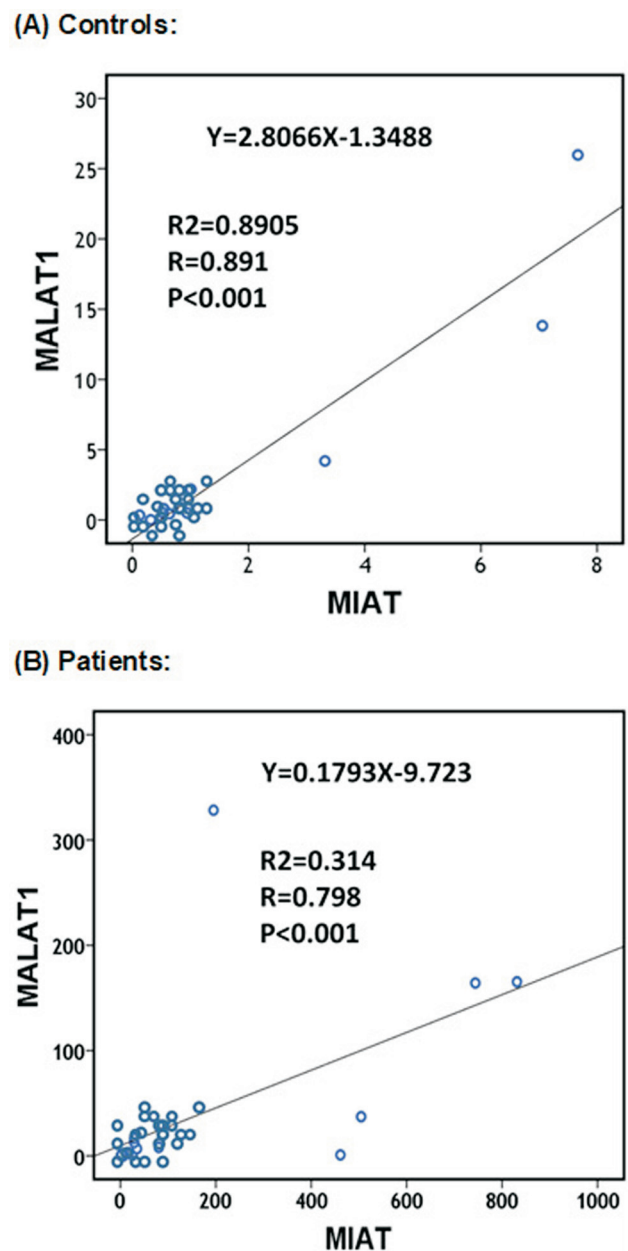 (A) Controls:
30
Y=2.8066X-1.3488
25
R2=0.8905
20
R=0.891
P<0.001
MALAT1
15
10
5
0
0 2 4 6 8
MIAT
(B) Patients:
400
Y=0.1793X-9.723
300
R2=0.314
R=0.798
P<0.001
MALAT1
200
100
0
0 200 400 600 800 1000
MIAT